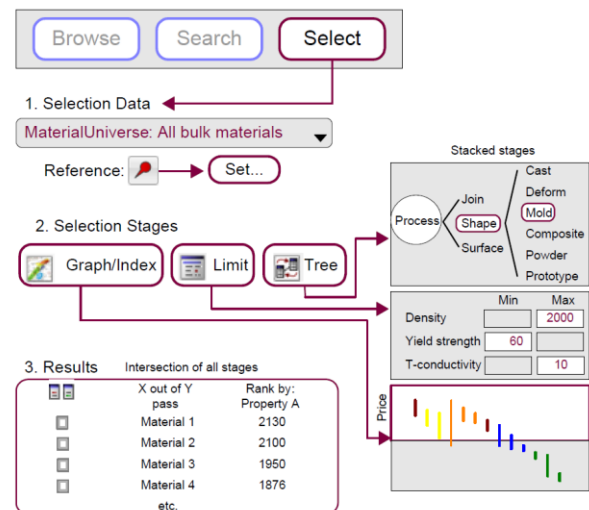 Browse
Search
Select
1. Selection Data
MaterialUniverse: All bulk materials
Reference:
Set...
2. Selection Stages
Graph/Index
Limit
Tree
Stacked stages
Process
Join
Shape
Surface
Cast
Deform
Mold
Composite
Powder
Prototype
Min Max
Density 2000
Yield strength 60
T-conductivity 10
Price
3. Results Intersection of all stages
X out of Y Rank by:
pass Property A
Material 1 2130
Material 2 2100
Material 3 1950
Material 4 1876
etc.